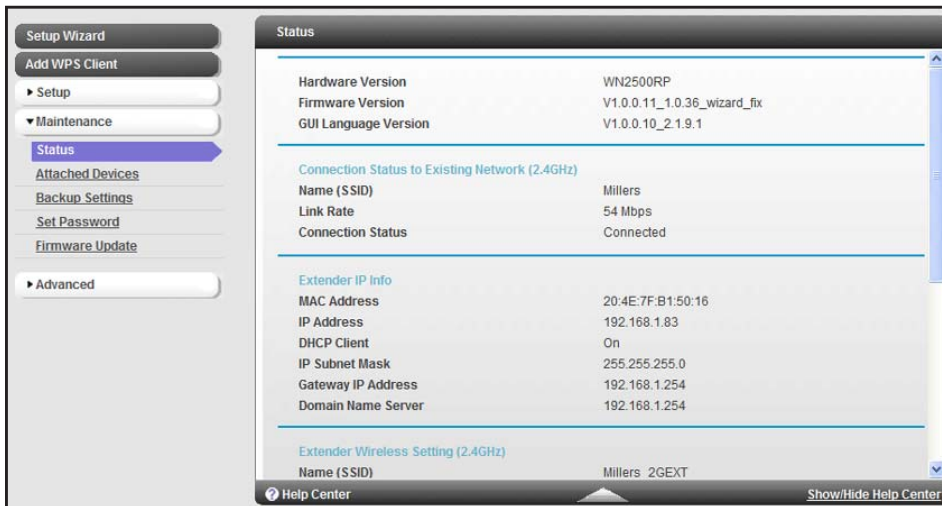 Setup Wizard
Add WPS Client
Setup
Maintenance
Status
Attached Devices
Backup Settings
Set Password
Firmware Update
Advanced
Status
Hardware Version WN2500RP
Firmware Version V1.0.0.11_1.0.36_wizard_fix
GUI Language Version V1.0.0.10_2.1.9.1
Connection Status to Existing Network (2.4GHz)
Name (SSID) Millers
Link Rate 54 Mbps
Connection Status Connected
Extender IP Info
MAC Address 20:4E:7F:B1:50:16
IP Address 192.168.1.83
DHCP Client On
IP Subnet Mask 255.255.255.0
Gateway IP Address 192.168.1.254
Domain Name Server 192.168.1.254
Extender Wireless Setting (2.4GHz)
Name (SSID) Millers_2GEXT
Help Center Show/Hide Help Center